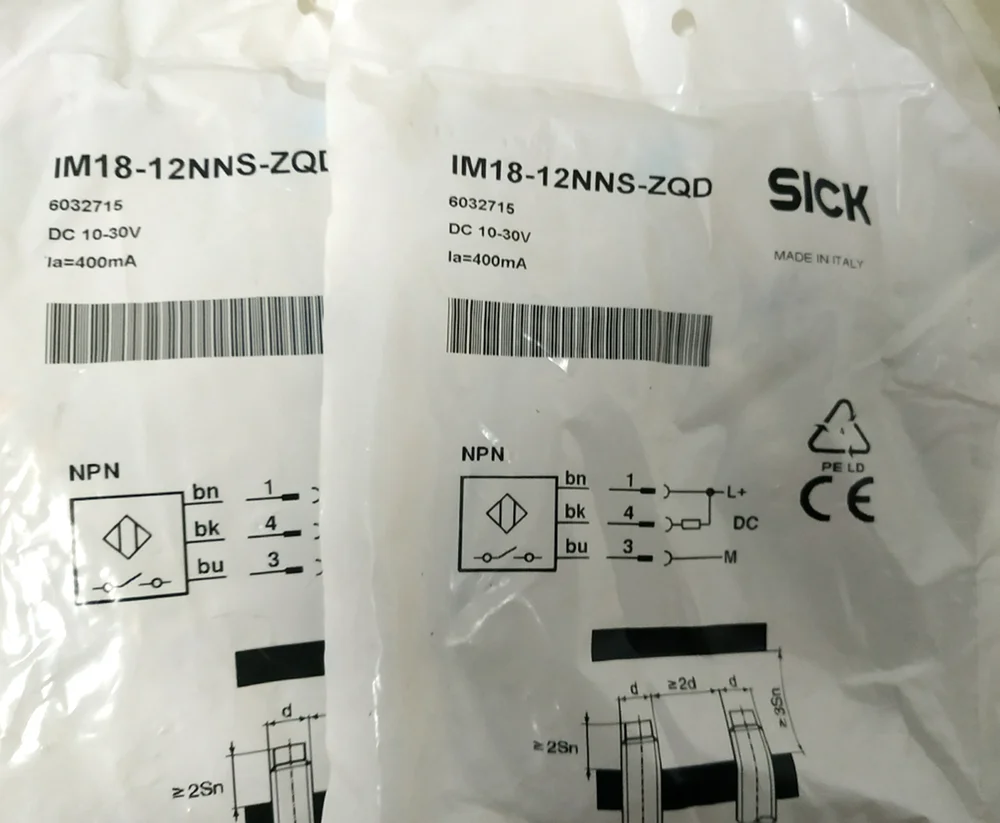 IM18-12NNS-ZQD
6032715
DC 10-30V
Ia=400mA
NPN
bn 1
bk 4
bu 3
d
≥2Sn
IM18-12NNS-ZQD
6032715
DC 10-30V
Ia=400mA
SICK
MADE IN ITALY
PE LD
CE
NPN
bn 1 L+
bk 4 DC
bu 3 M
d ≥2d d
≥3Sn
≥2Sn